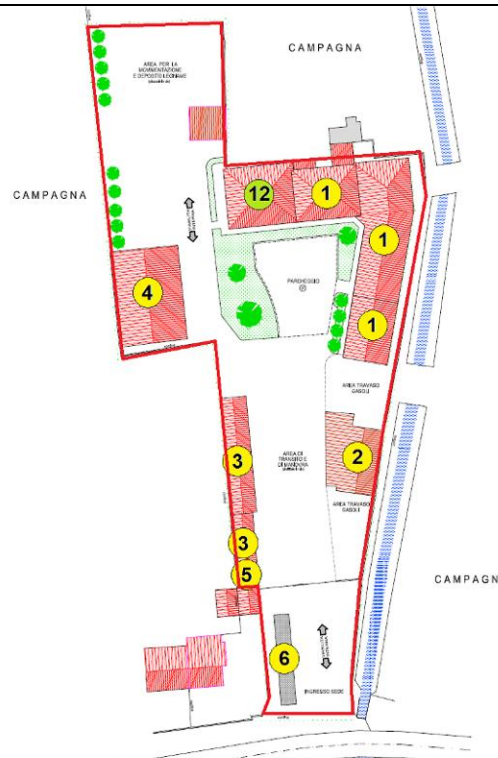 CAMPAGNA
AREA PER LA
MOVIMENTAZIONE
E DEPOSITO LEGNAME
CAMPAGNA
12
1
1
4
PARCHEGGIO
P
1
AREA TRAVASO
GASOLI
3
AREA DI
TRANSITO E
DI MANOVRA
2
AREA TRAVASO
GASOLI
3
5
CAMPAGN
6
INGRESSO SEDE